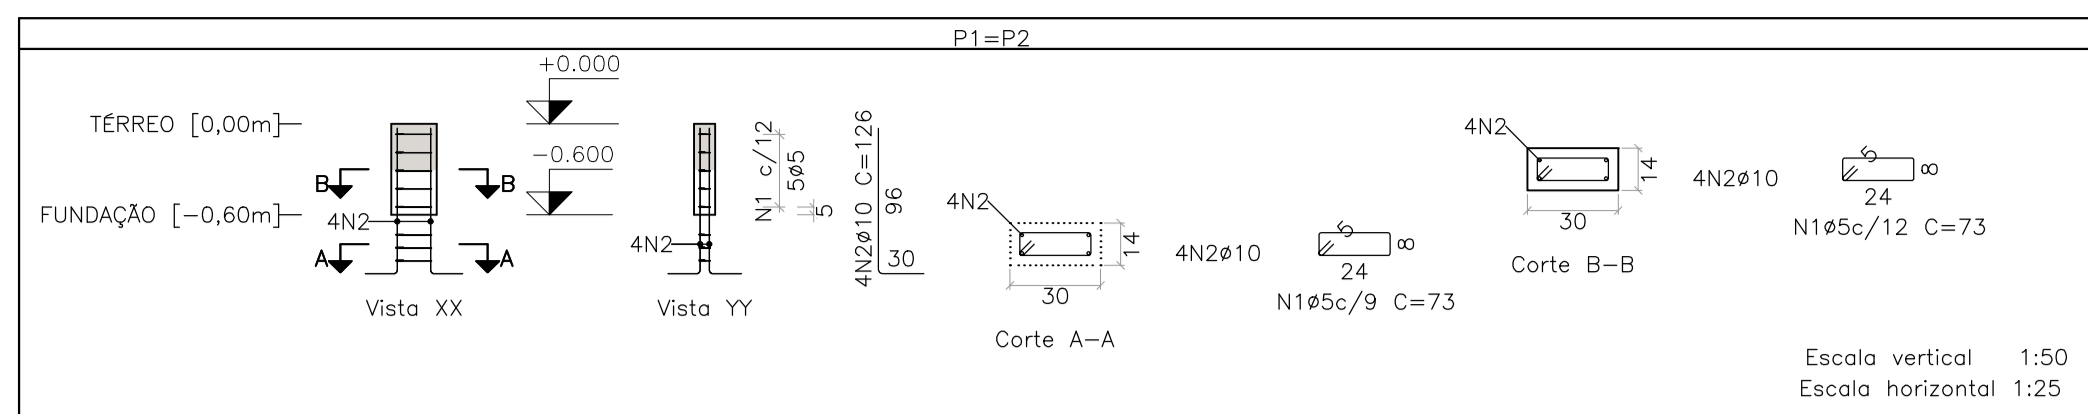 P1=P2
TÉRREO [0,00m]
FUNDAÇÃO [−0,60m]
B
B
4N2
A
A
Vista XX
+0.000
−0.600
4N2
Vista YY
N1 c/12
5ø5
5
4N2ø10 C=126
96
30
4N2
14
30
Corte A−A
4N2ø10
5
8
24
N1ø5c/9 C=73
4N2
14
30
Corte B−B
4N2ø10
5
8
24
N1ø5c/12 C=73
Escala vertical 1:50
Escala horizontal 1:25